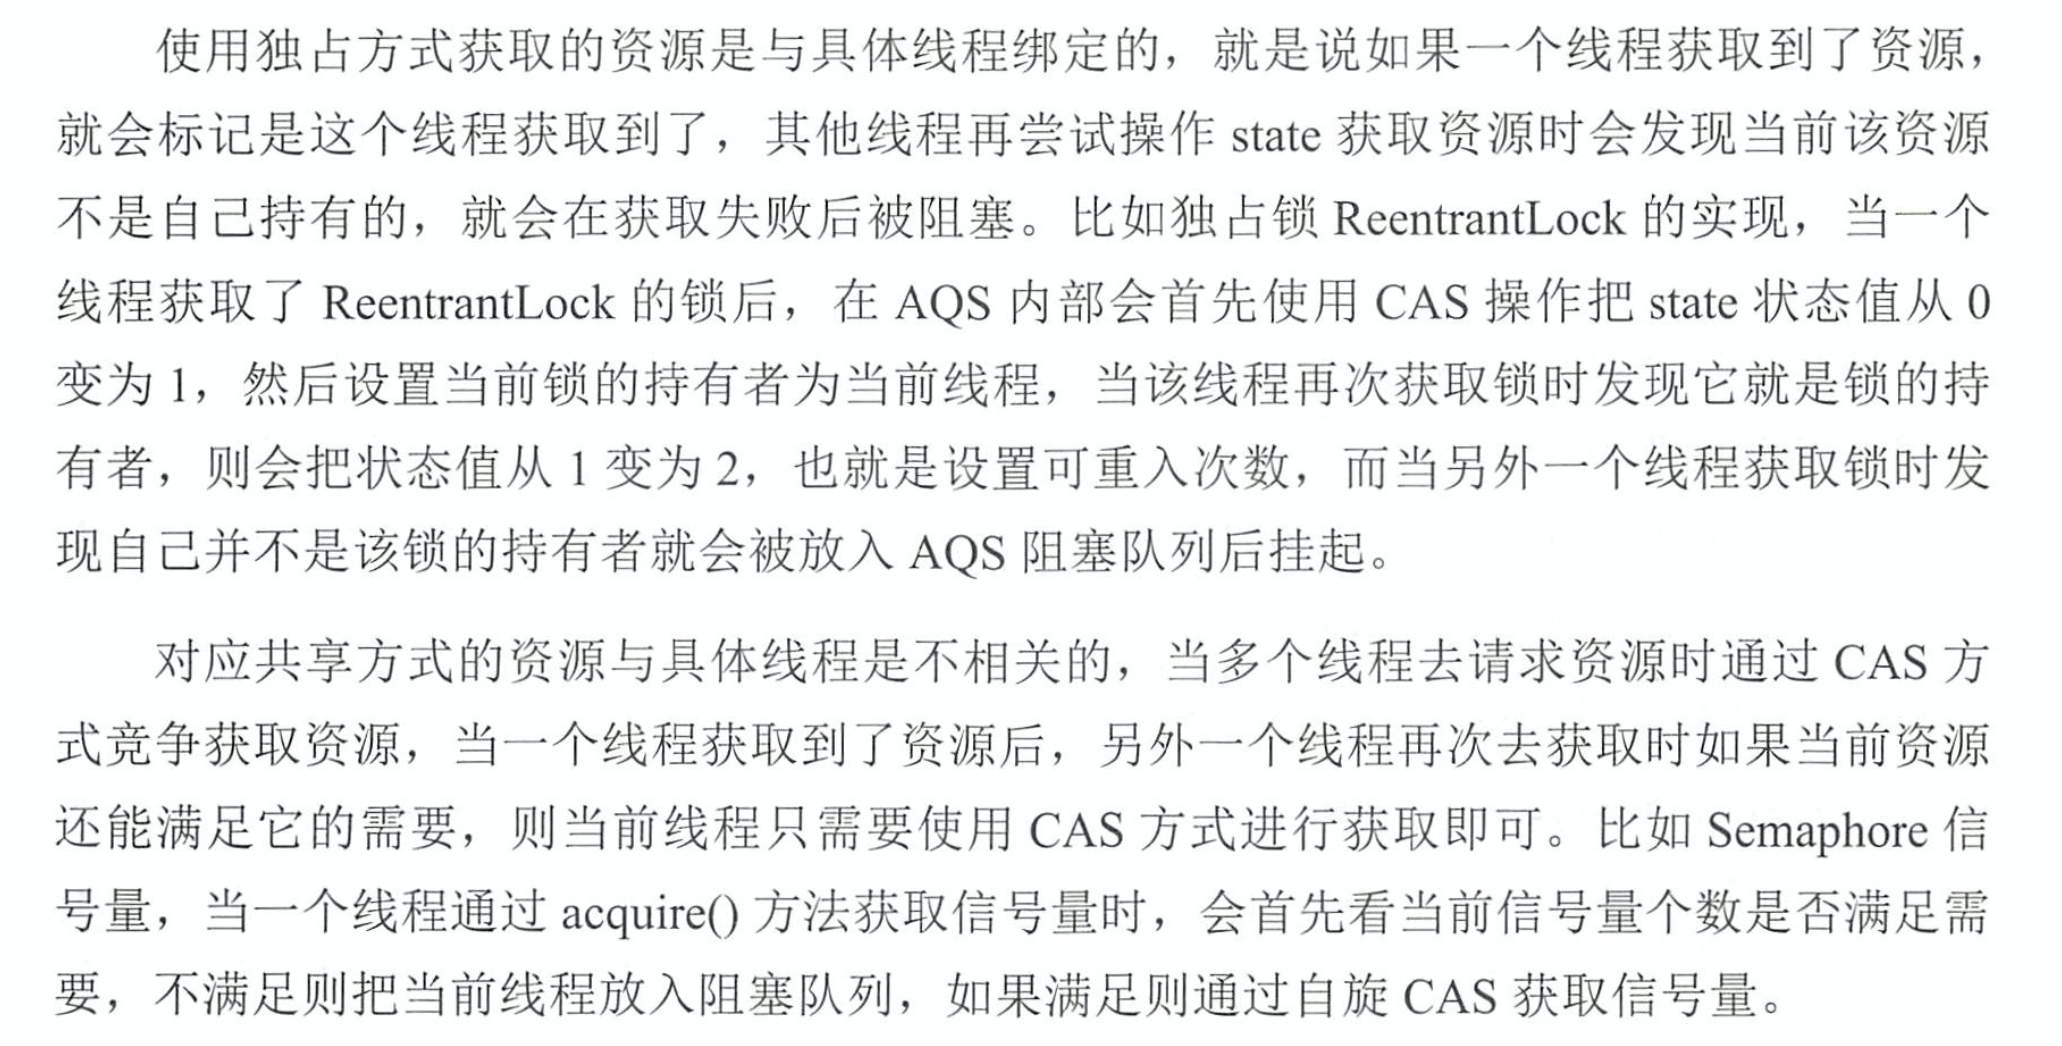 使用独占方式获取的资源是与具体线程绑定的，就是说如果一个线程获取到了资源，
就会标记是这个线程获取到了，其他线程再尝试操作 state 获取资源时会发现当前该资源
不是自己持有的，就会在获取失败后被阻塞。比如独占锁 ReentrantLock 的实现，当一个
线程获取了 ReentrantLock 的锁后，在 AQS 内部会首先使用 CAS 操作把 state 状态值从 0
变为 1，然后设置当前锁的持有者为当前线程，当该线程再次获取锁时发现它就是锁的持
有者，则会把状态值从 1 变为 2，也就是设置可重入次数，而当另外一个线程获取锁时发
现自己并不是该锁的持有者就会被放入 AQS 阻塞队列后挂起。
对应共享方式的资源与具体线程是不相关的，当多个线程去请求资源时通过 CAS 方
式竞争获取资源，当一个线程获取到了资源后，另外一个线程再次去获取时如果当前资源
还能满足它的需要，则当前线程只需要使用 CAS 方式进行获取即可。比如 Semaphore 信
号量，当一个线程通过 acquire() 方法获取信号量时，会首先看当前信号量个数是否满足需
要，不满足则把当前线程放入阻塞队列，如果满足则通过自旋 CAS 获取信号量。